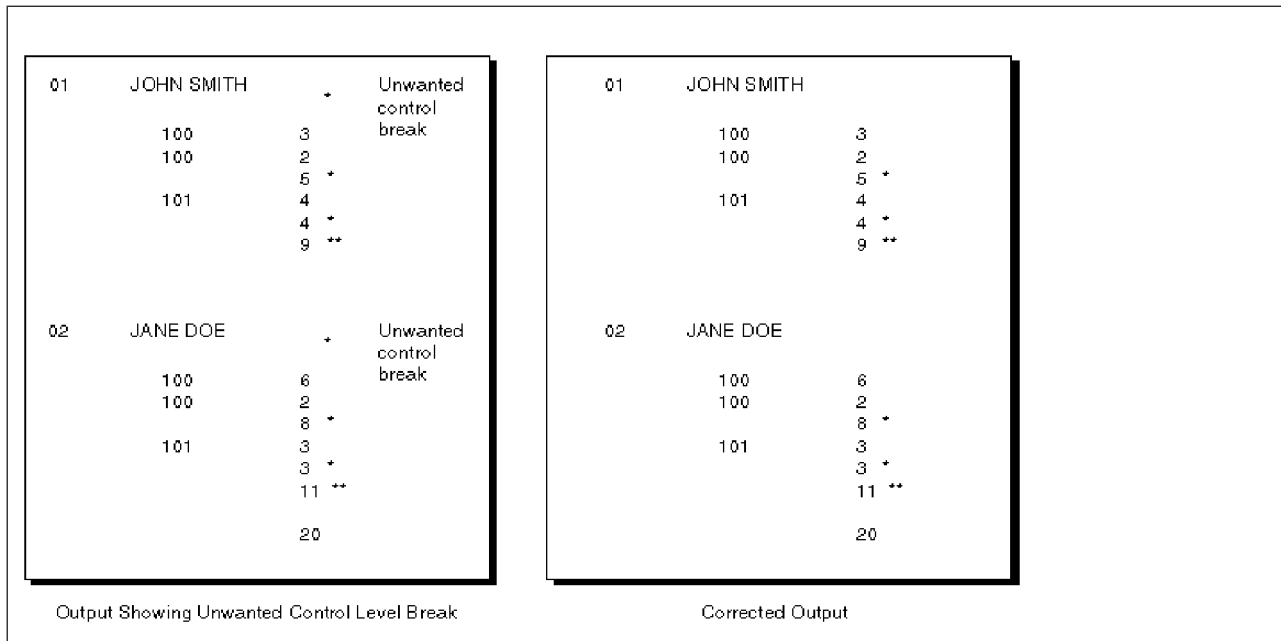 01 JOHN SMITH * Unwanted
control
100 3 break
100 2
5 *
101 4
4 *
9 **
02 JANE DOE * Unwanted
control
100 6 break
100 2
8 *
101 3
3 *
11 **
20
Output Showing Unwanted Control Level Break
01 JOHN SMITH
100 3
100 2
5 *
101 4
4 *
9 **
02 JANE DOE
100 6
100 2
8 *
101 3
3 *
11 **
20
Corrected Output